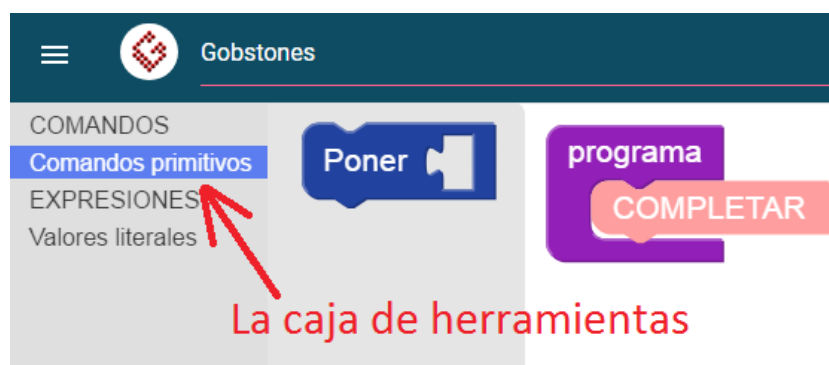 Gobstones
COMANDOS
Comandos primitivos
EXPRESIONES
Valores literales
Poner
programa
COMPLETAR
La caja de herramientas